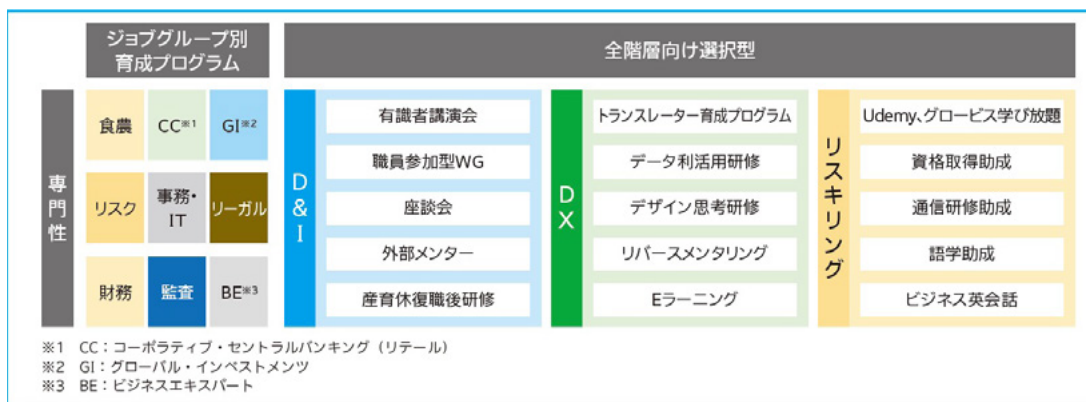 ジョブグループ別
育成プログラム
全階層向け選択型
専門性
食農
CC※1
GI※2
リスク
事務・
IT
リーガル
財務
監査
BE※3
D&I
有識者講演会
職員参加型WG
座談会
外部メンター
産育休復職後研修
DX
トランスレーター育成プログラム
データ利活用研修
デザイン思考研修
リバースメンタリング
Eラーニング
リスキリング
Udemy、グロービス学び放題
資格取得助成
通信研修助成
語学助成
ビジネス英会話
※1 CC：コーポラティブ・セントラルバンキング（リテール）
※2 GI：グローバル・インベストメンツ
※3 BE：ビジネスエキスパート